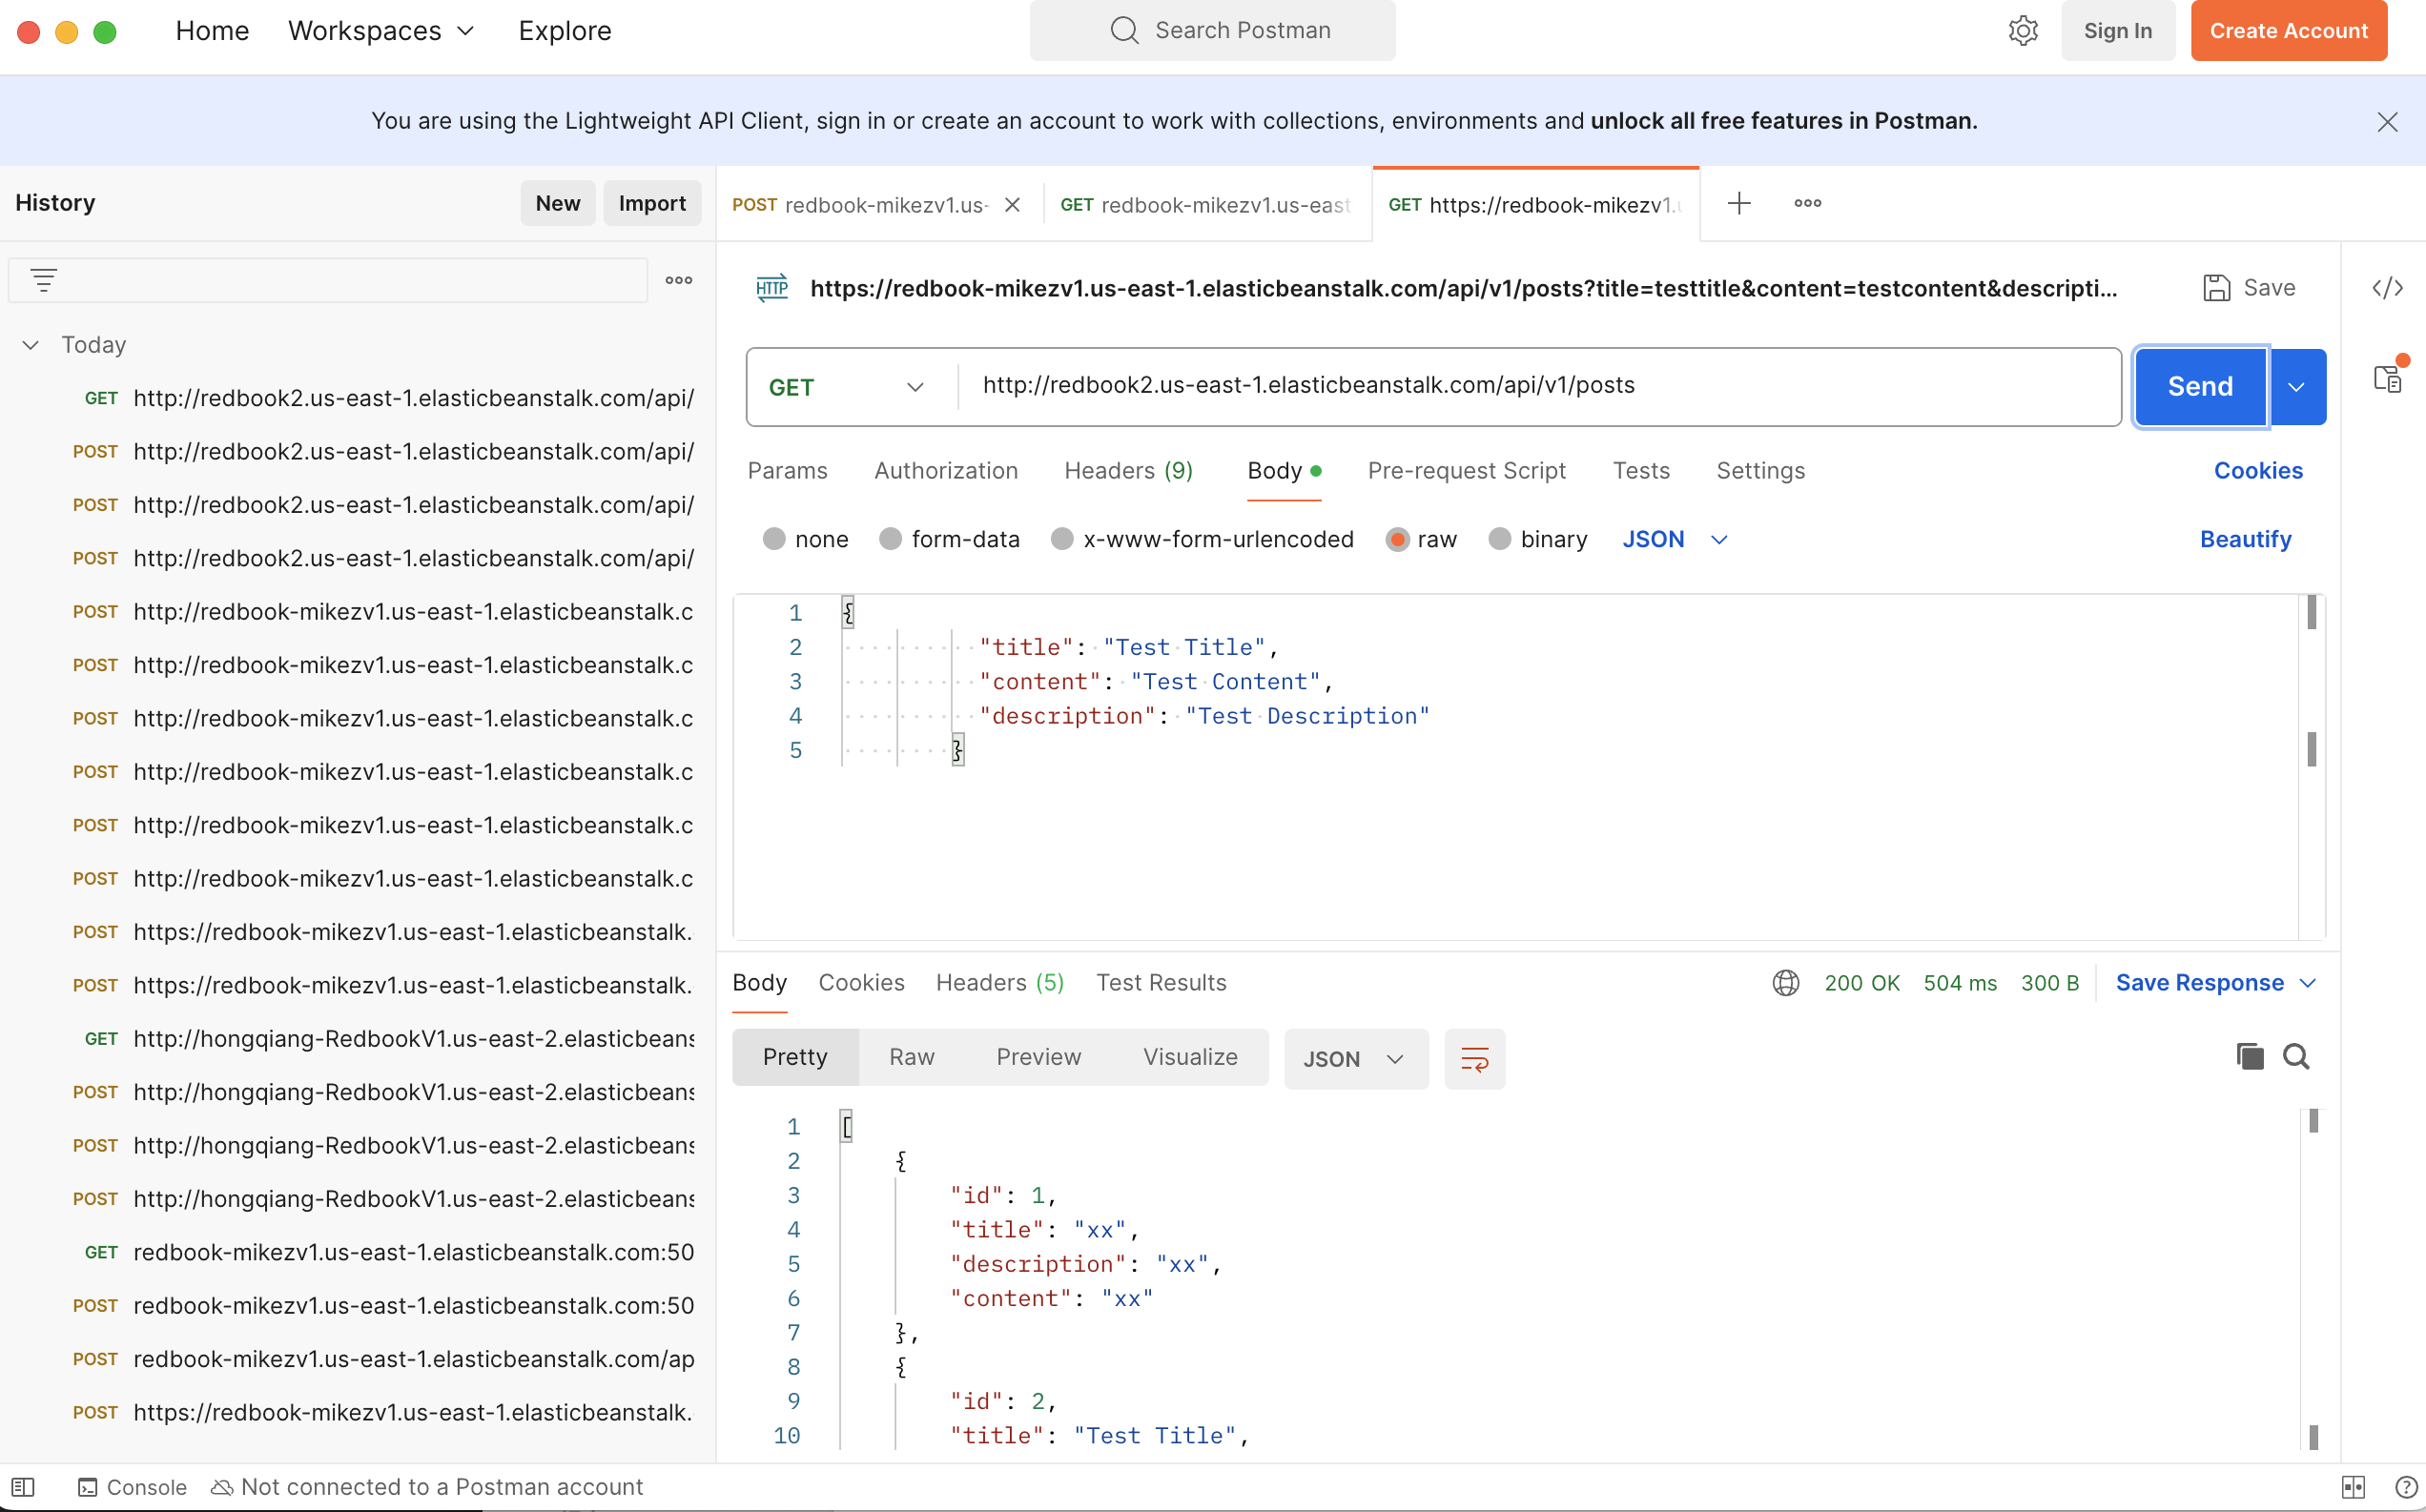 Home Workspaces Explore Search Postman Sign In Create Account
You are using the Lightweight API Client, sign in or create an account to work with collections, environments and unlock all free features in Postman.
History New Import
POST redbook-mikezv1.us- GET redbook-mikezv1.us-east GET https://redbook-mikezv1.u
HTTP https://redbook-mikezv1.us-east-1.elasticbeanstalk.com/api/v1/posts?title=testtitle&content=testcontent&descripti... Save
Today
GET http://redbook2.us-east-1.elasticbeanstalk.com/api/
POST http://redbook2.us-east-1.elasticbeanstalk.com/api/
POST http://redbook2.us-east-1.elasticbeanstalk.com/api/
POST http://redbook2.us-east-1.elasticbeanstalk.com/api/
POST http://redbook-mikezv1.us-east-1.elasticbeanstalk.c
POST http://redbook-mikezv1.us-east-1.elasticbeanstalk.c
POST http://redbook-mikezv1.us-east-1.elasticbeanstalk.c
POST http://redbook-mikezv1.us-east-1.elasticbeanstalk.c
POST http://redbook-mikezv1.us-east-1.elasticbeanstalk.c
POST http://redbook-mikezv1.us-east-1.elasticbeanstalk.c
POST https://redbook-mikezv1.us-east-1.elasticbeanstalk.
POST https://redbook-mikezv1.us-east-1.elasticbeanstalk.
GET http://hongqiang-RedbookV1.us-east-2.elasticbeans
POST http://hongqiang-RedbookV1.us-east-2.elasticbeans
POST http://hongqiang-RedbookV1.us-east-2.elasticbeans
POST http://hongqiang-RedbookV1.us-east-2.elasticbeans
GET redbook-mikezv1.us-east-1.elasticbeanstalk.com:50
POST redbook-mikezv1.us-east-1.elasticbeanstalk.com:50
POST redbook-mikezv1.us-east-1.elasticbeanstalk.com/ap
POST https://redbook-mikezv1.us-east-1.elasticbeanstalk.
GET http://redbook2.us-east-1.elasticbeanstalk.com/api/v1/posts Send
Params Authorization Headers (9) Body Pre-request Script Tests Settings Cookies
none form-data x-www-form-urlencoded raw binary JSON Beautify
1 {
2 "title": "Test Title",
3 "content": "Test Content",
4 "description": "Test Description"
5 }
Body Cookies Headers (5) Test Results 200 OK 504 ms 300 B Save Response
Pretty Raw Preview Visualize JSON
1 [
2 {
3 "id": 1,
4 "title": "xx",
5 "description": "xx",
6 "content": "xx"
7 },
8 {
9 "id": 2,
10 "title": "Test Title",
Console Not connected to a Postman account